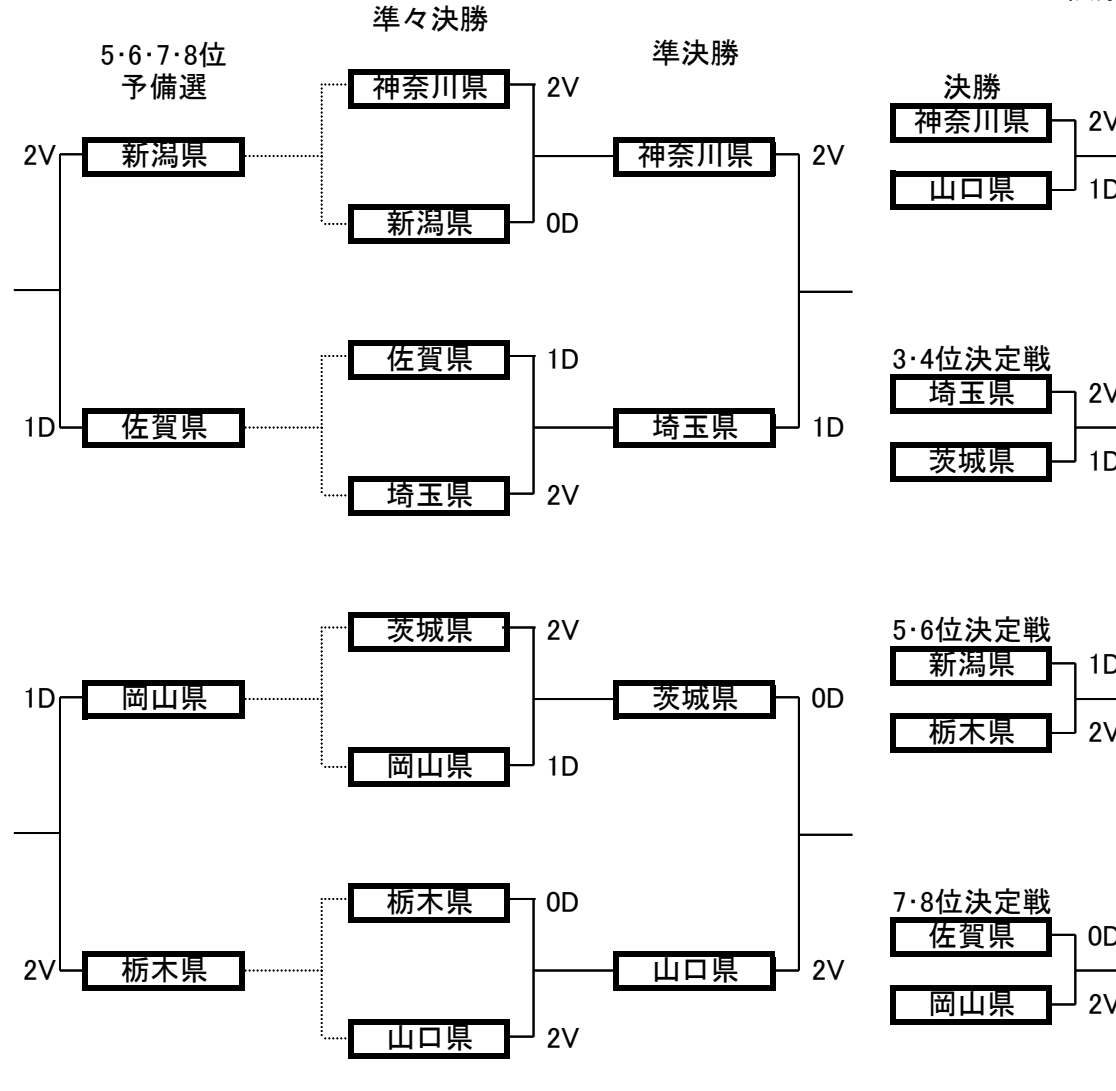 準々決勝
5・6・7・8位
予備選
準決勝
決勝
神奈川県 2V
神奈川県 2V
2V 新潟県
神奈川県 2V
山口県 1D
新潟県 0D
佐賀県 1D
3・4位決定戦
埼玉県 2V
1D 佐賀県
埼玉県 1D
茨城県 1D
埼玉県 2V
茨城県 2V
5・6位決定戦
新潟県 1D
1D 岡山県
茨城県 0D
栃木県 2V
岡山県 1D
栃木県 0D
7・8位決定戦
佐賀県 0D
2V 栃木県
山口県 2V
岡山県 2V
山口県 2V